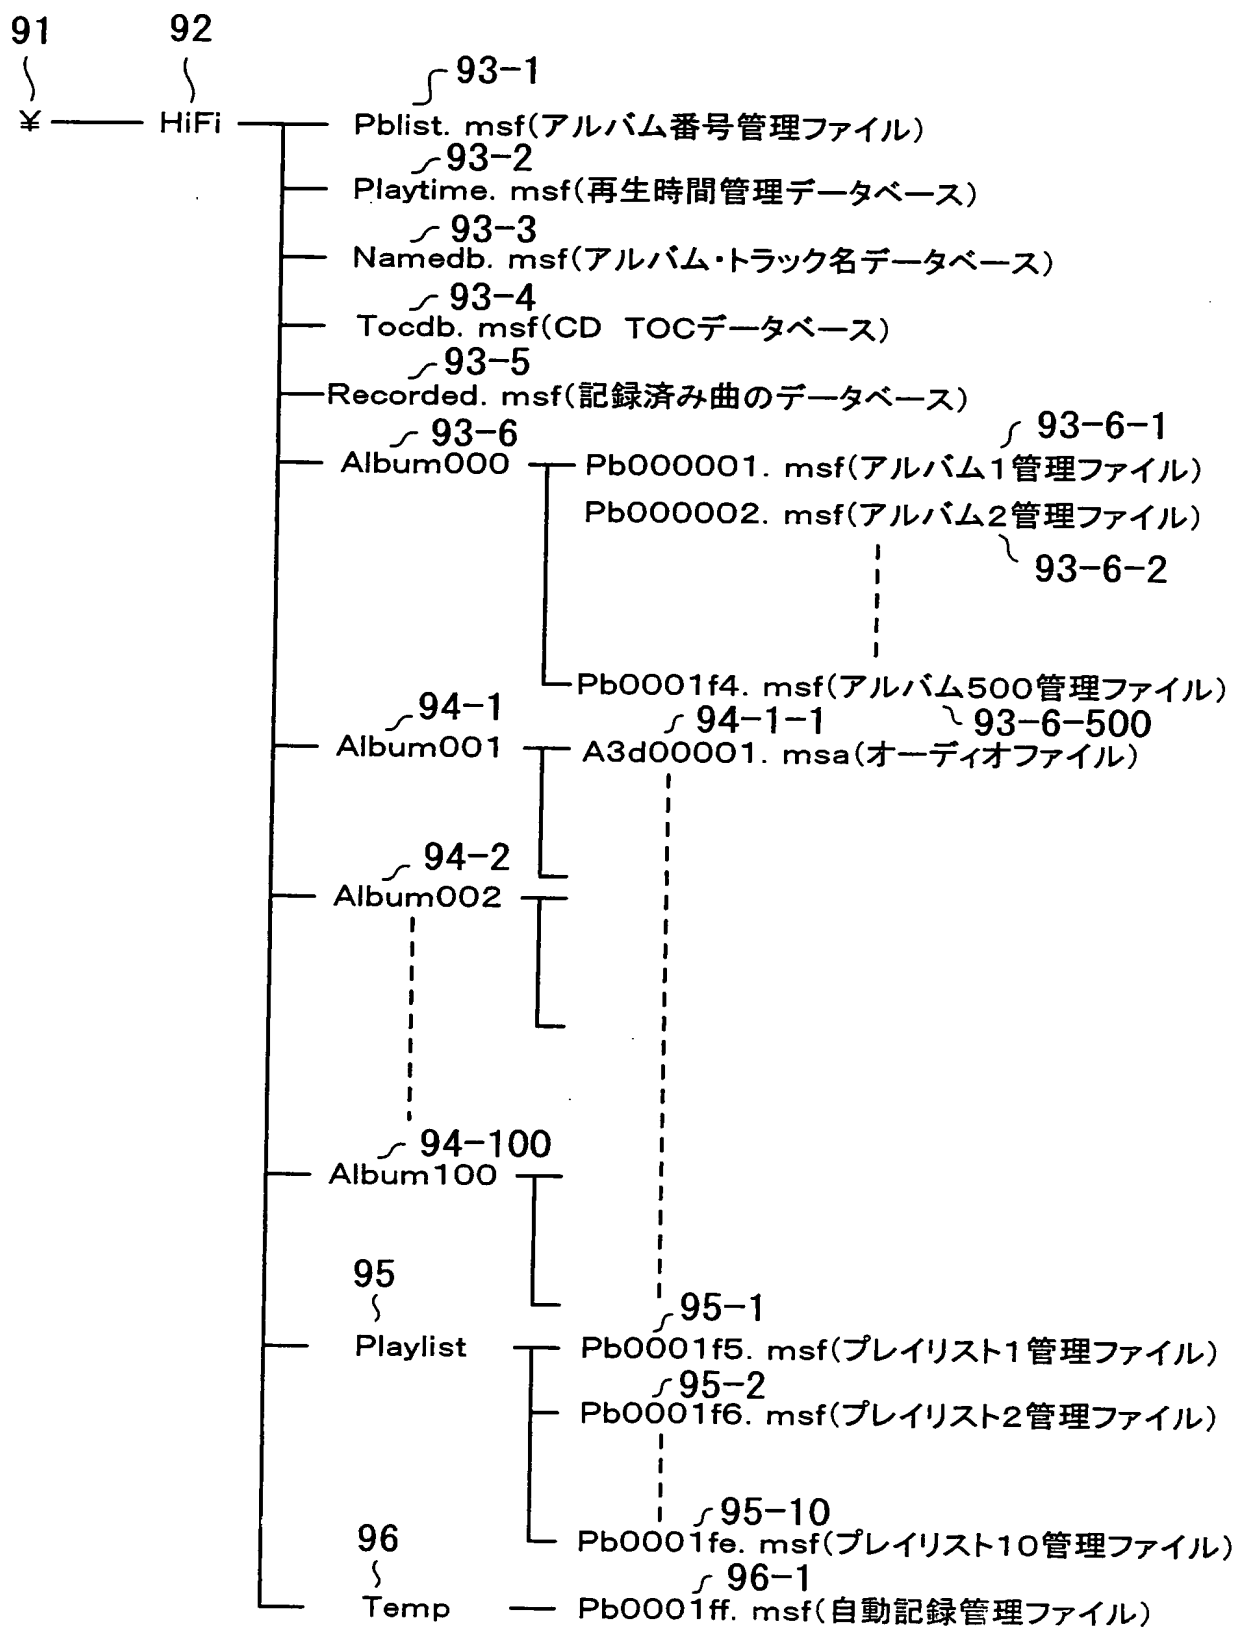 91 92
93-1
¥ HiFi Pblist. msf(アルバム番号管理ファイル)
93-2
Playtime. msf(再生時間管理データベース)
93-3
Namedb. msf(アルバム・トラック名データベース)
93-4
Tocdb. msf(CD TOCデータベース)
93-5
Recorded. msf(記録済み曲のデータベース)
93-6 93-6-1
Album000 Pb000001. msf(アルバム1管理ファイル)
Pb000002. msf(アルバム2管理ファイル)
93-6-2
Pb0001f4. msf(アルバム500管理ファイル)
94-1 94-1-1 93-6-500
Album001 A3d00001. msa(オーディオファイル)
94-2
Album002
94-100
Album100
95 95-1
Playlist Pb0001f5. msf(プレイリスト1管理ファイル)
95-2
Pb0001f6. msf(プレイリスト2管理ファイル)
95-10
Pb0001fe. msf(プレイリスト10管理ファイル)
96 96-1
Temp Pb0001ff. msf(自動記録管理ファイル)